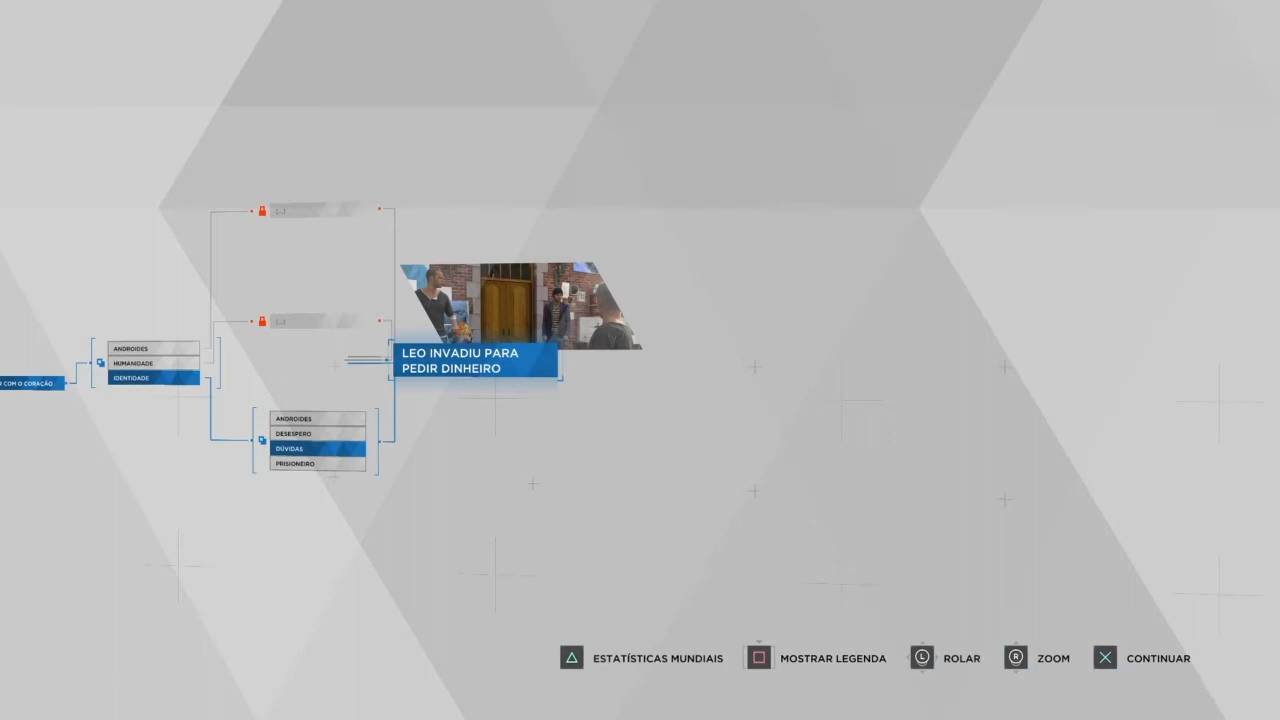 [...]
[...]
ANDROIDES
HUMANIDADE
IDENTIDADE
R COM O CORAÇÃO
LEO INVADIU PARA
PEDIR DINHEIRO
ANDROIDES
DESESPERO
DÚVIDAS
PRISIONEIRO
ESTATÍSTICAS MUNDIAIS
MOSTRAR LEGENDA
L
ROLAR
R
ZOOM
CONTINUAR